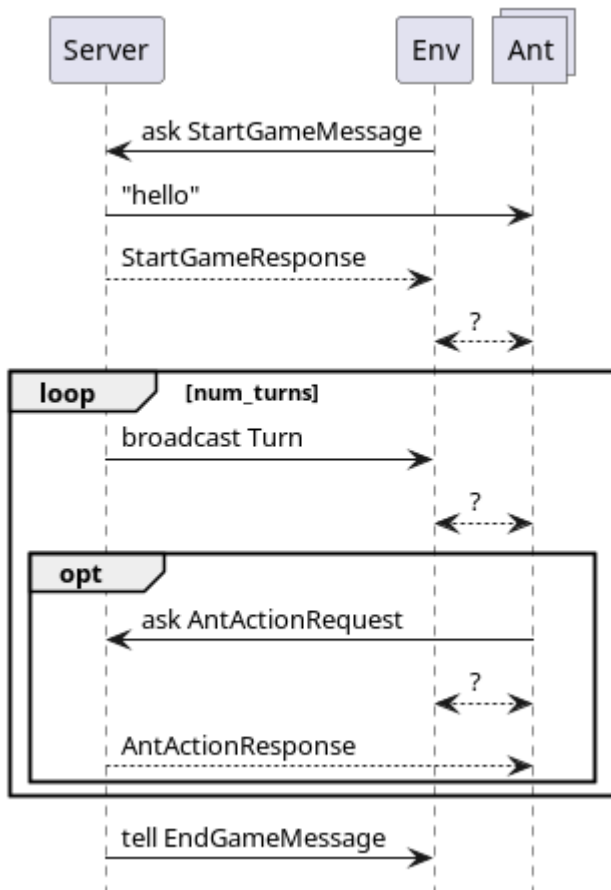 Server Env Ant
ask StartGameMessage
"hello"
StartGameResponse
?
loop [num_turns]
broadcast Turn
?
opt
ask AntActionRequest
?
AntActionResponse
tell EndGameMessage